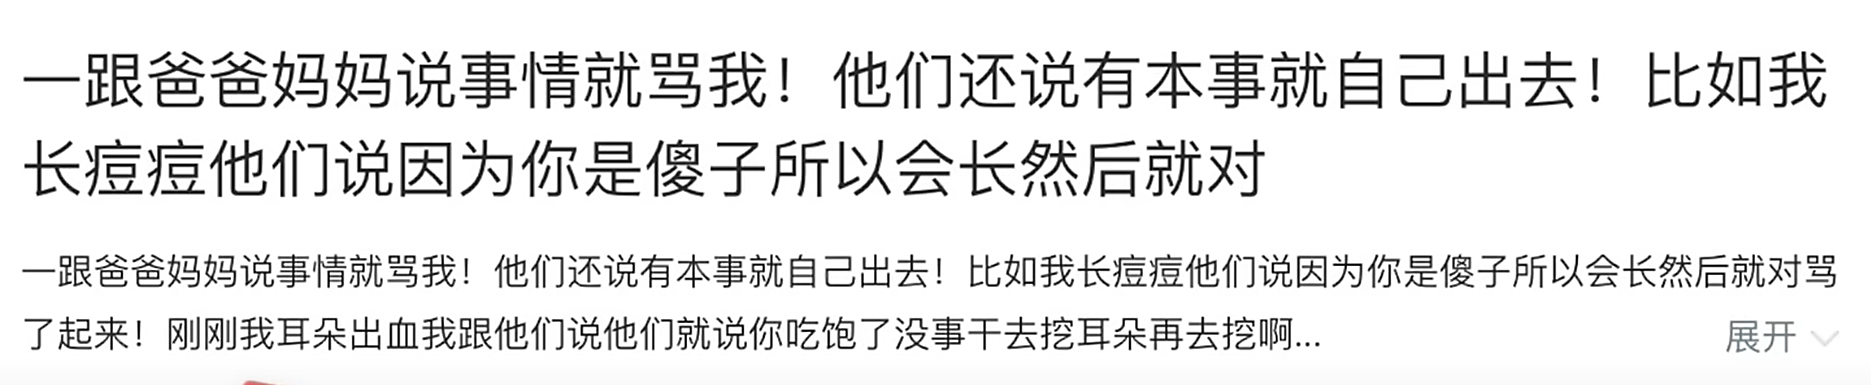 一跟爸爸妈妈说事情就骂我！他们还说有本事就自己出去！比如我
长痘痘他们说因为你是傻子所以会长然后就对
一跟爸爸妈妈说事情就骂我！他们还说有本事就自己出去！比如我长痘痘他们说因为你是傻子所以会长然后就对骂
了起来！刚刚我耳朵出血我跟他们说他们就说你吃饱了没事干去挖耳朵再去挖啊...
展开